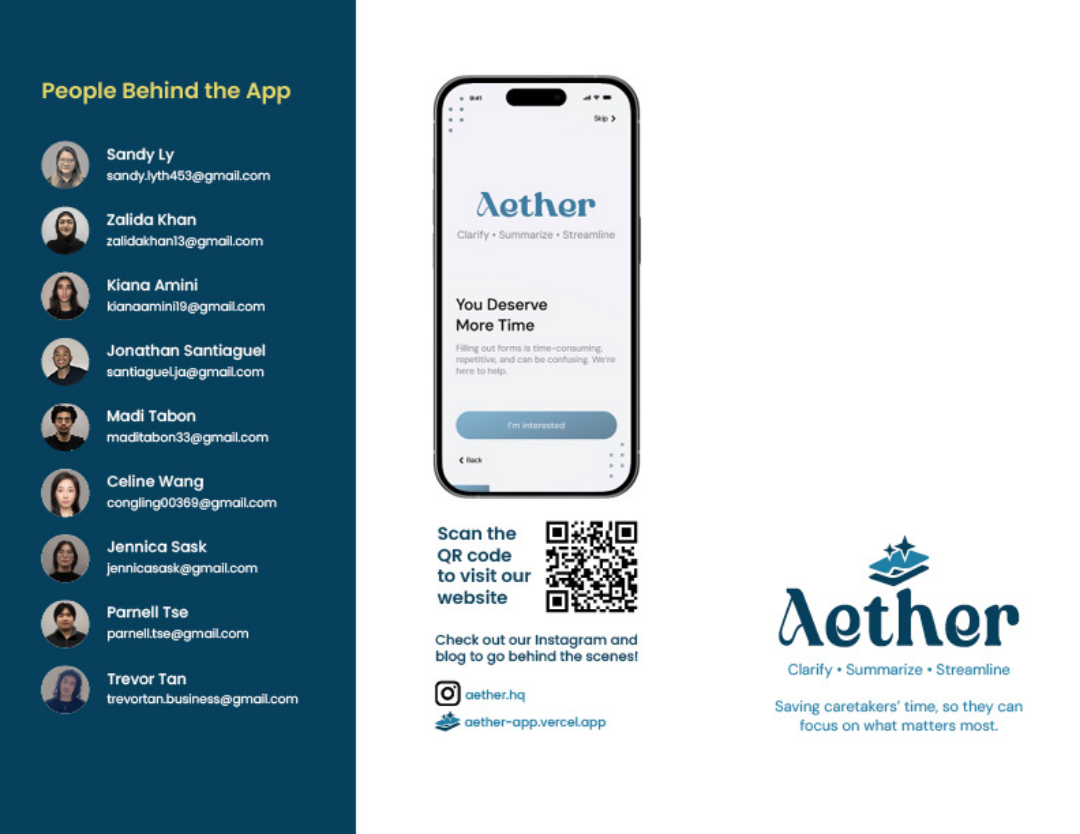 People Behind the App
Sandy Ly
sandy.lyth453@gmail.com
Zalida Khan
zalidakhan13@gmail.com
Kiana Amini
kianaamini19@gmail.com
Jonathan Santiaguel
santiaguel.ja@gmail.com
Madi Tabon
maditabon33@gmail.com
Celine Wang
congling00369@gmail.com
Jennica Sask
jennicasask@gmail.com
Parnell Tse
parnell.tse@gmail.com
Trevor Tan
trevortan.business@gmail.com
9:41
Skip
Aether
Clarify • Summarize • Streamline
You Deserve
More Time
Filling out forms is time-consuming,
repetitive, and can be confusing. We're
here to help.
I'm interested
Back
Scan the
QR code
to visit our
website
Check out our Instagram and
blog to go behind the scenes!
aether.hq
aether-app.vercel.app
Aether
Clarify • Summarize • Streamline
Saving caretakers' time, so they can
focus on what matters most.